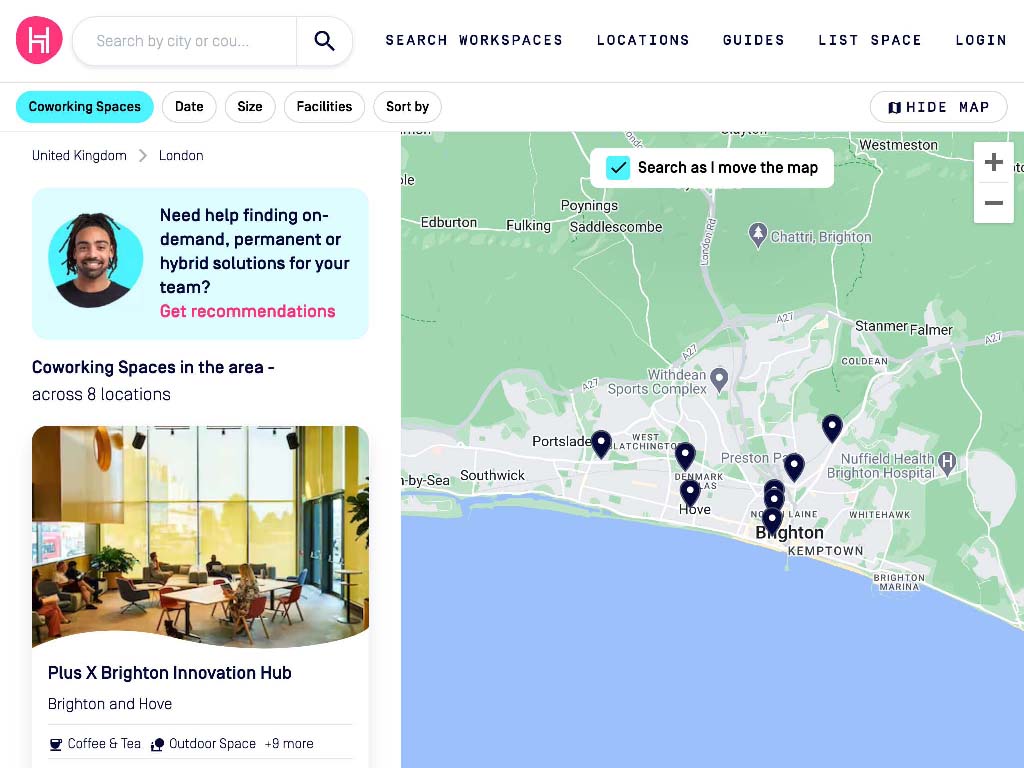 Search by city or cou...
SEARCH WORKSPACES
LOCATIONS
GUIDES
LIST SPACE
LOGIN
Coworking Spaces
Date
Size
Facilities
Sort by
HIDE MAP
United Kingdom
London
Need help finding on-
demand, permanent or
hybrid solutions for your
team?
Get recommendations
Coworking Spaces in the area -
across 8 locations
Plus X Brighton Innovation Hub
Brighton and Hove
Coffee & Tea
Outdoor Space
+9 more
Search as I move the map
Westmeston
Poynings
Edburton
Fulking
Saddlescombe
London Rd
Chattri, Brighton
A27
Stanmer
Falmer
A27
COLDEAN
A27
Withdean
Sports Complex
A27
Portslade
WEST
BLATCHINGTON
Preston Pa
Nuffield Health
Brighton Hospital
H
Southwick
n-by-Sea
DENMARK
Hove
LAINE
WHITEHAWK
Brighton
KEMPTOWN
BRIGHTON
MARINA